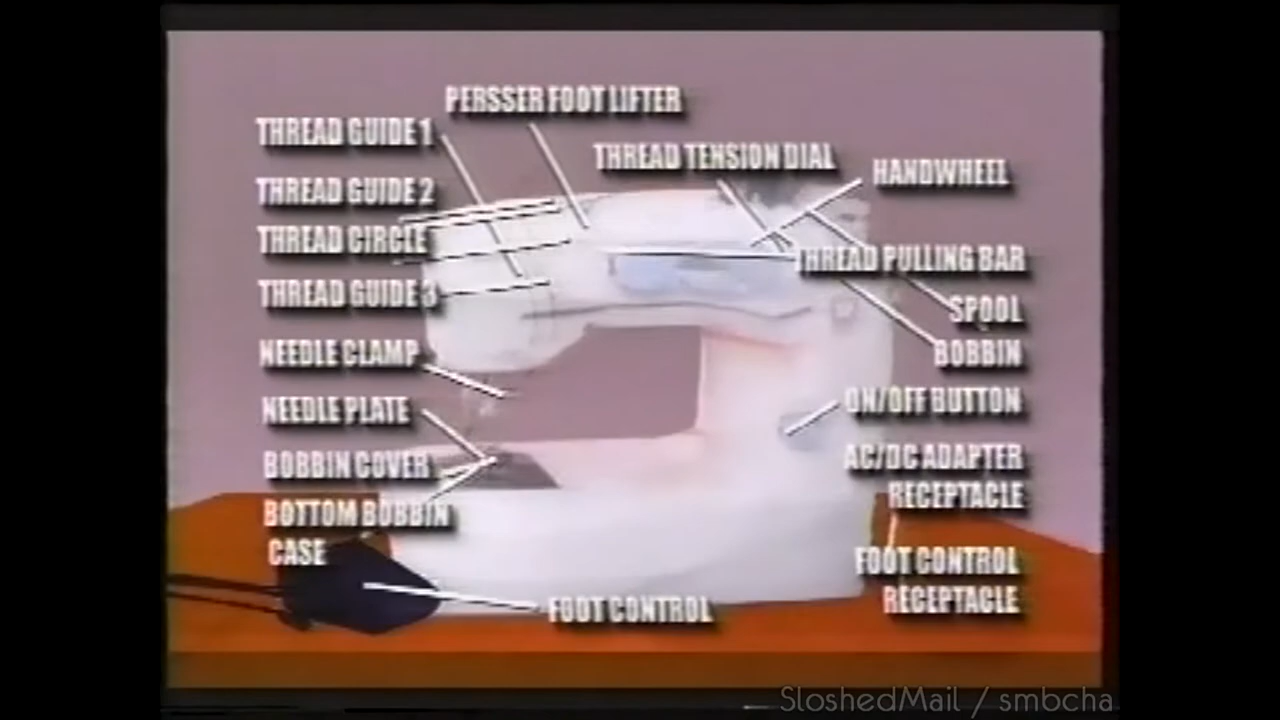 PERSSER FOOT LIFTER
THREAD GUIDE 1
THREAD TENSION DIAL
HANDWHEEL
THREAD GUIDE 2
THREAD CIRCLE
THREAD PULLING BAR
THREAD GUIDE 3
SPOOL
NEEDLE CLAMP
BOBBIN
NEEDLE PLATE
ON/OFF BUTTON
BOBBIN COVER
AC/DC ADAPTER
RECEPTACLE
BOTTOM BOBBIN
CASE
FOOT CONTROL
RECEPTACLE
FOOT CONTROL
SloshedMail / smbcha